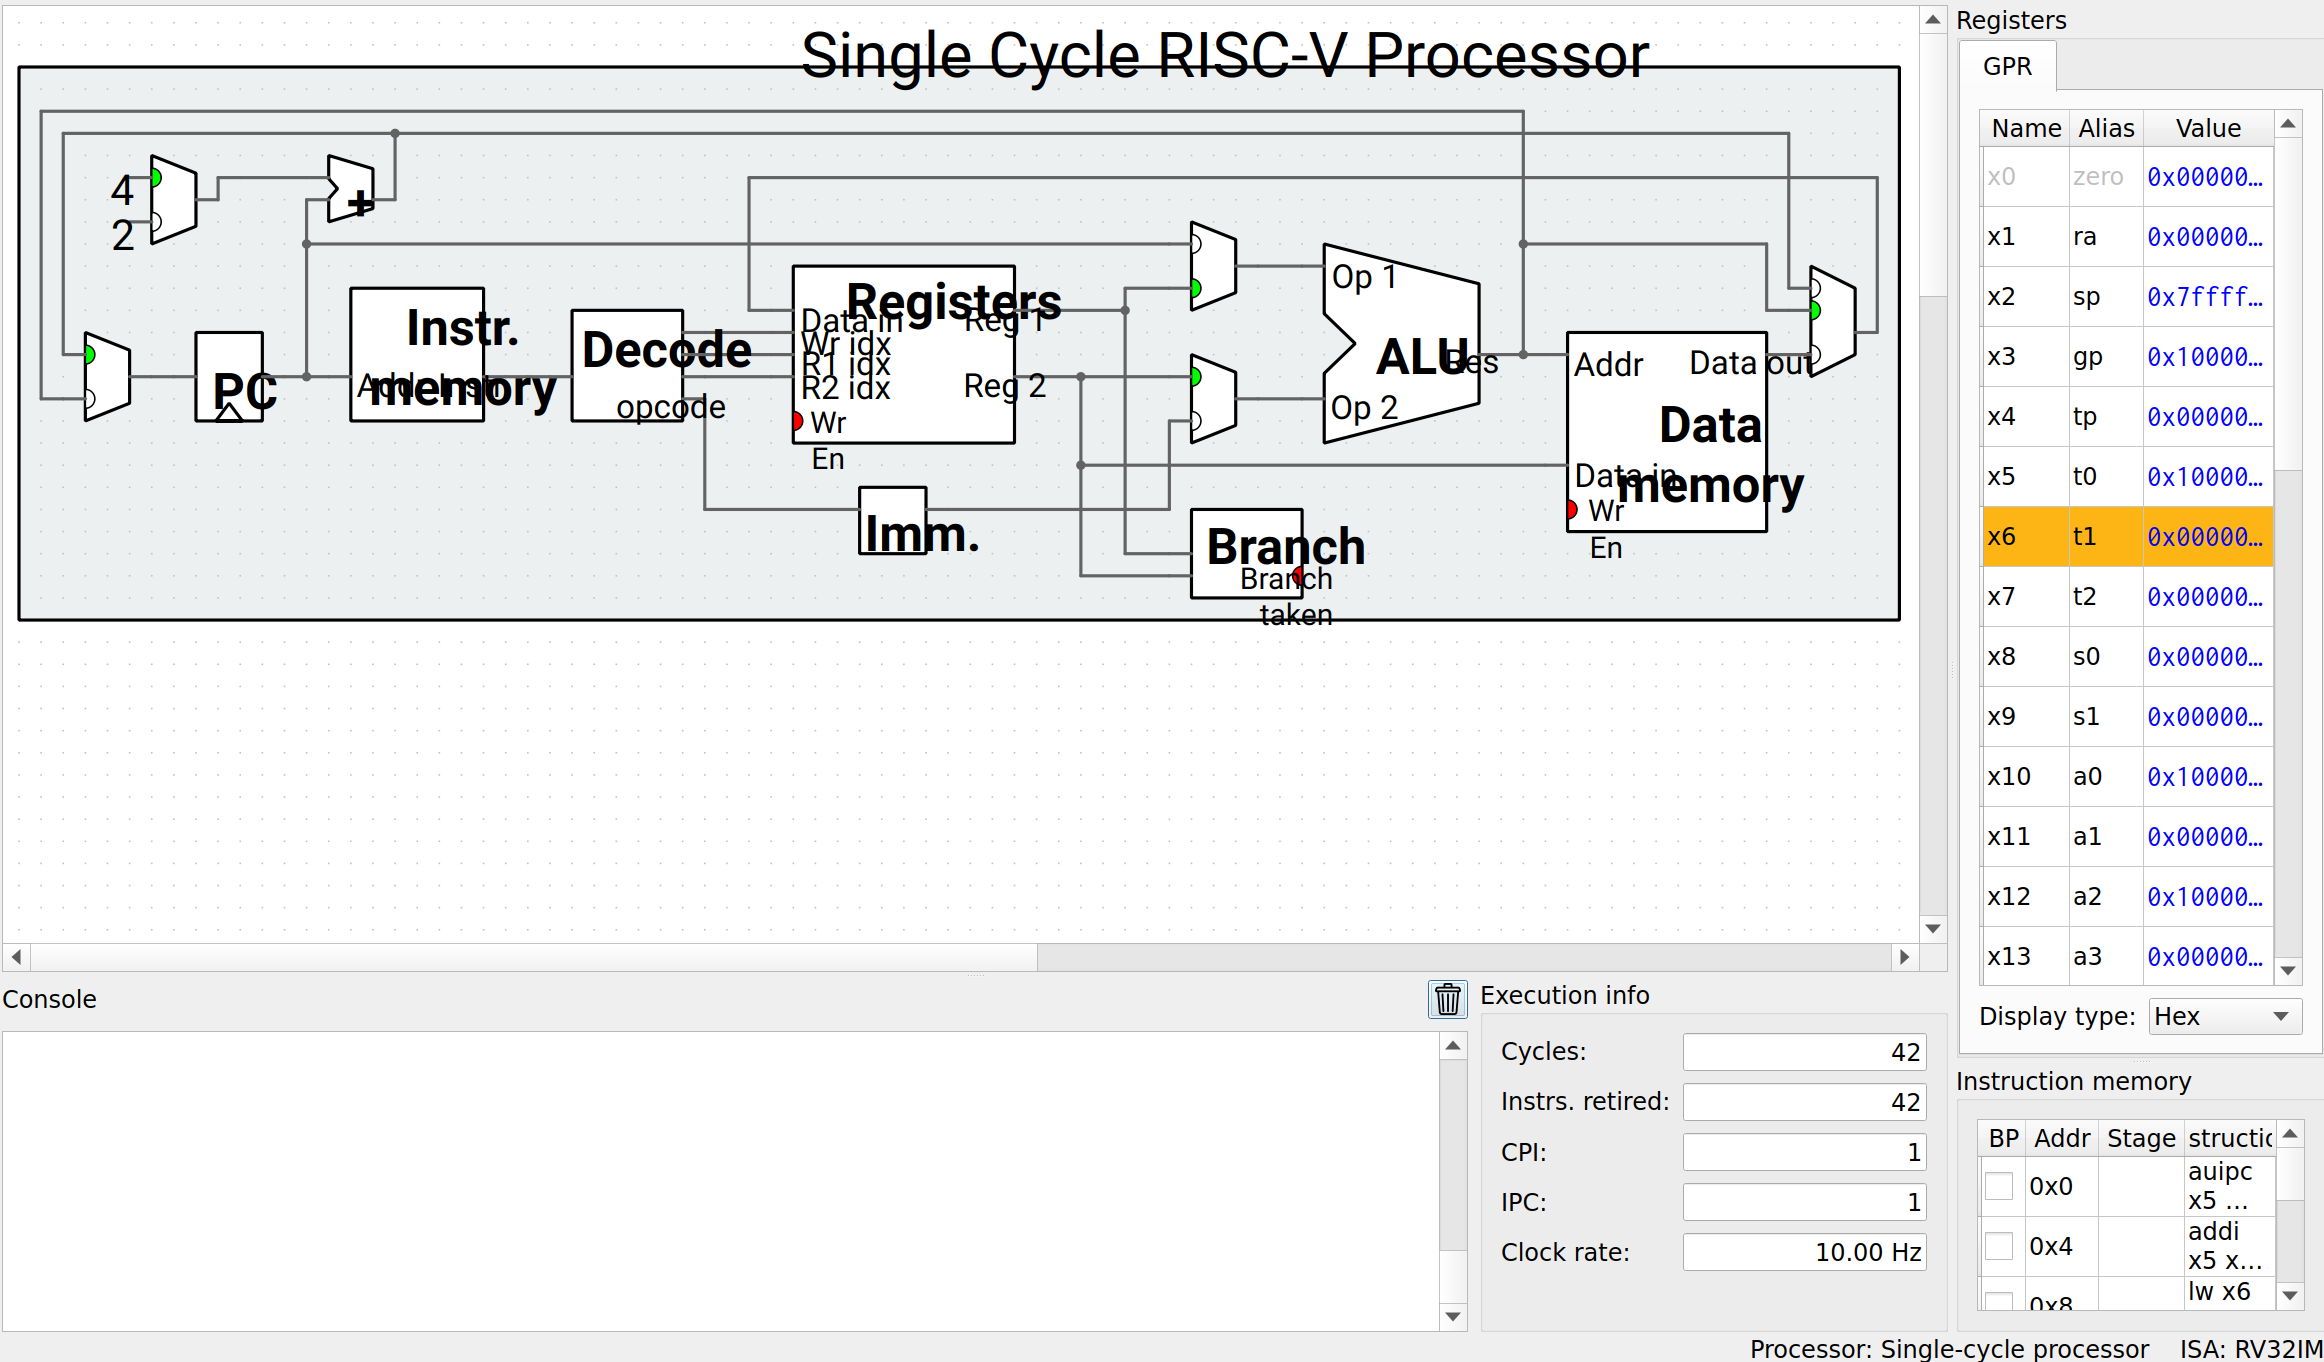 Single Cycle RISC-V Processor
4
2
+
PC
Instr.
memory
Addr
Decode
opcode
Registers
Data in
Wr idx
R1 idx
R2 idx
Wr
En
Reg 1
Reg 2
Imm.
Op 1
Op 2
ALU
Res
Branch
Branch
taken
Addr
Data out
Data
memory
Data in
Wr
En
Registers
GPR
Name Alias Value
x0 zero 0x00000...
x1 ra 0x00000...
x2 sp 0x7ffff...
x3 gp 0x10000...
x4 tp 0x00000...
x5 t0 0x10000...
x6 t1 0x00000...
x7 t2 0x00000...
x8 s0 0x00000...
x9 s1 0x00000...
x10 a0 0x10000...
x11 a1 0x00000...
x12 a2 0x10000...
x13 a3 0x00000...
Display type: Hex
Console
Execution info
Cycles: 42
Instrs. retired: 42
CPI: 1
IPC: 1
Clock rate: 10.00 Hz
Instruction memory
BP Addr Stage structic
0x0 auipc
x5 ...
0x4 addi
x5 x...
0x8 lw x6
Processor: Single-cycle processor ISA: RV32IM